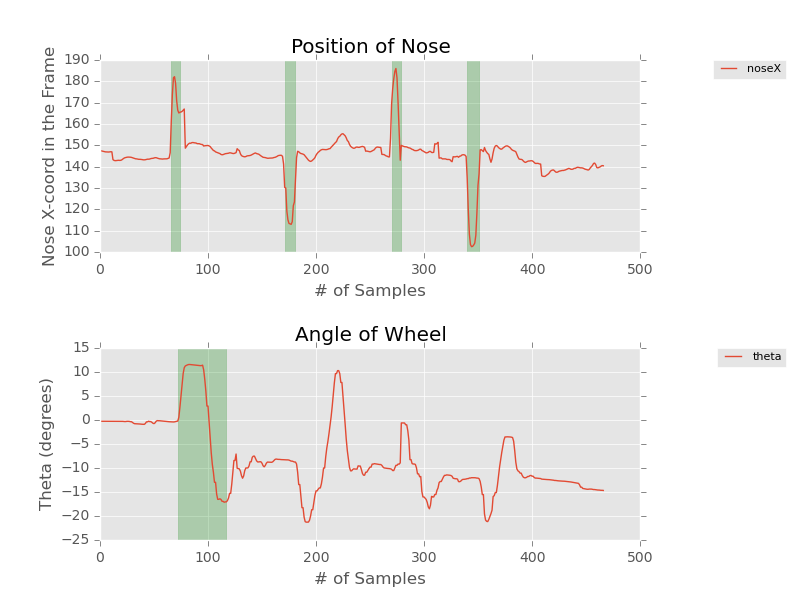 Position of Nose
190
180
170
160
150
140
130
120
110
100
Nose X-coord in the Frame
0 100 200 300 400 500
# of Samples
noseX
Angle of Wheel
15
10
5
0
−5
−10
−15
−20
−25
Theta (degrees)
0 100 200 300 400 500
# of Samples
theta